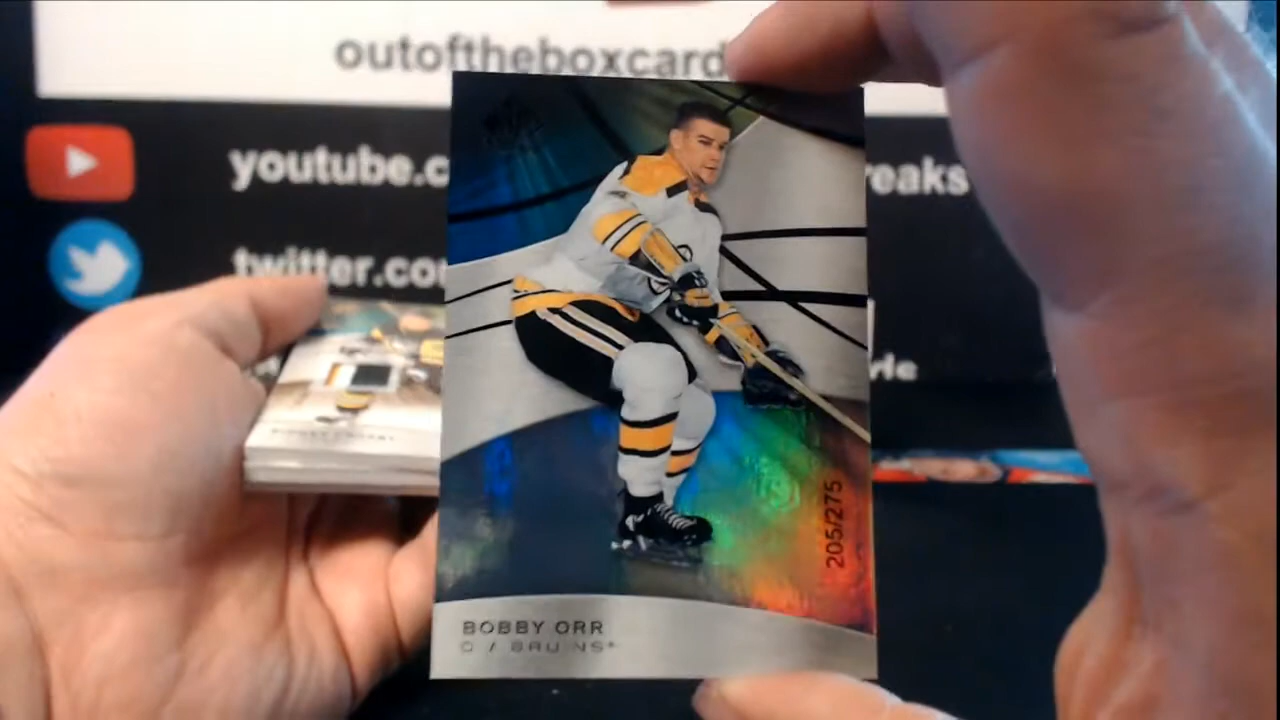 outoftheboxcard
youtube.c
reaks
twitter.co
BOBBY ORR
D / BRUINS
205/275